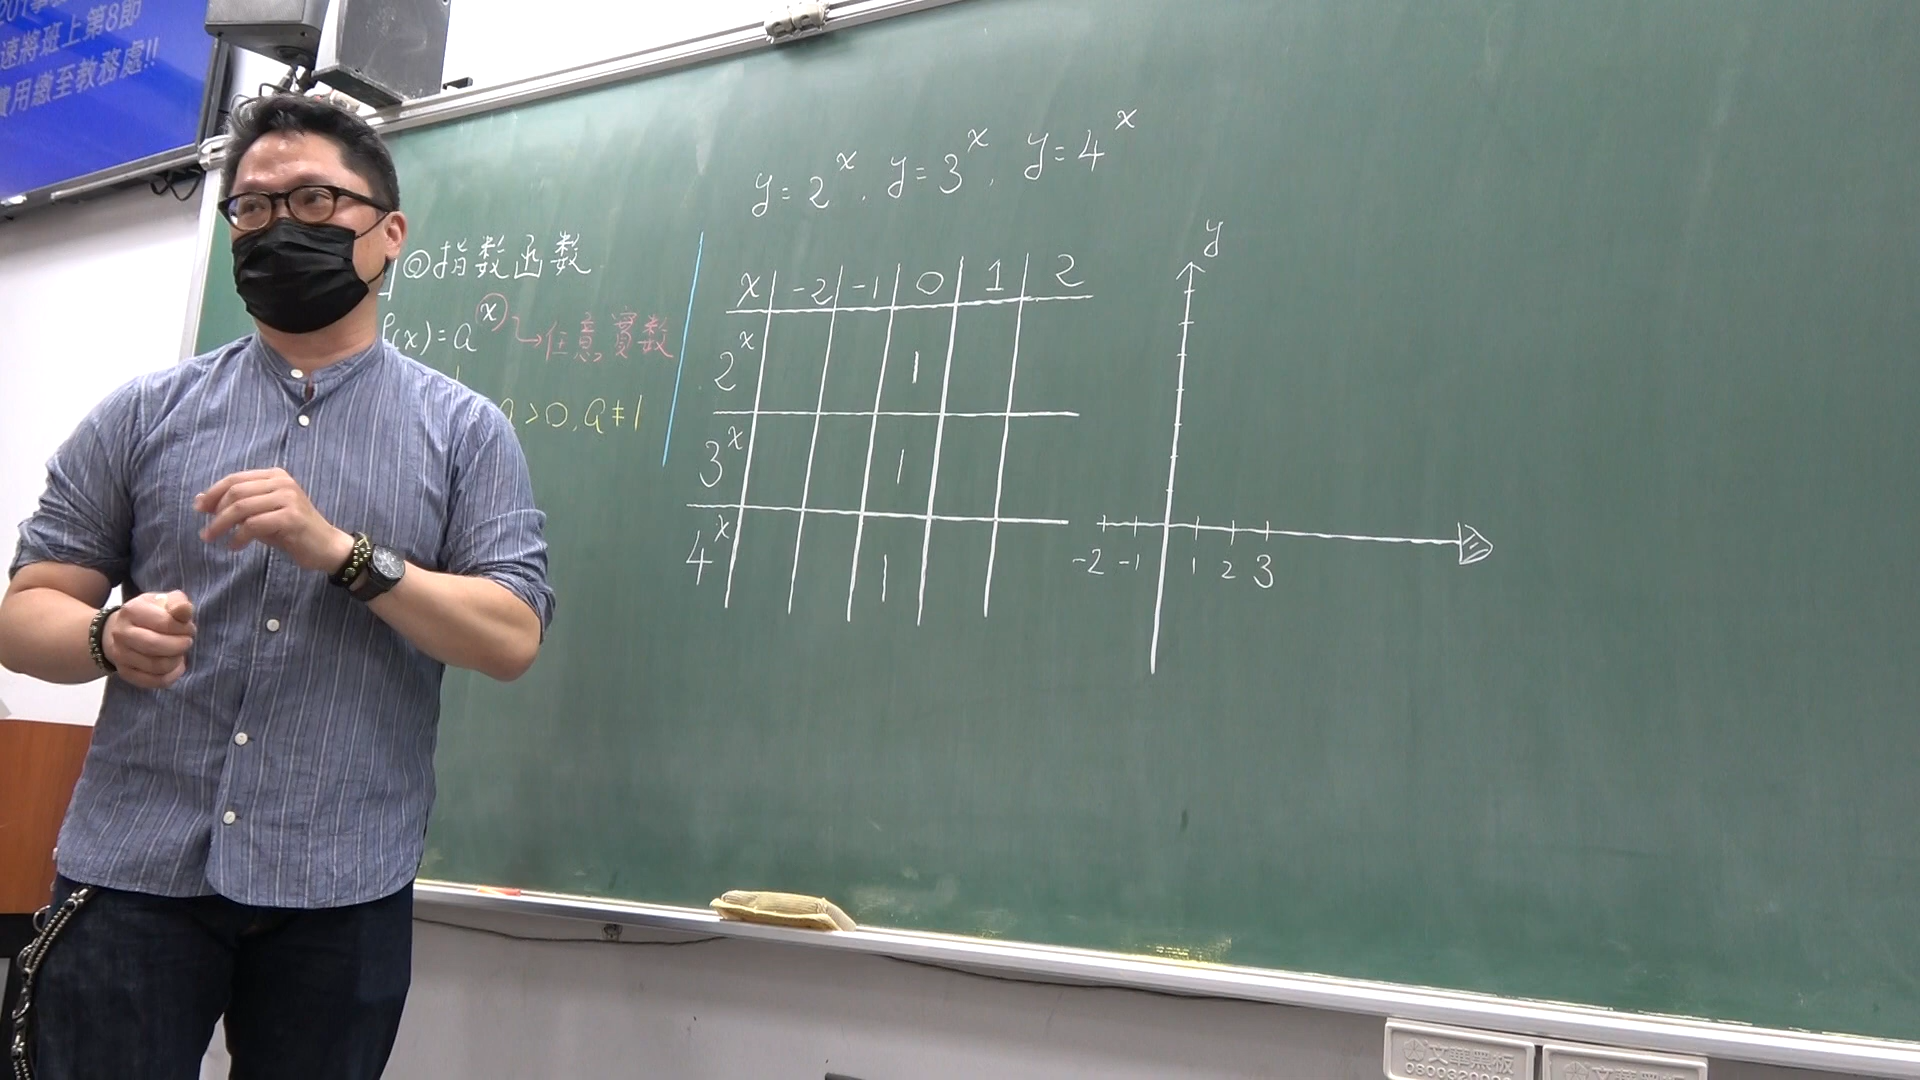 速將班上第8節
費用繳至教務處!!
◎指數函數
f(x)=a^x →任意實數
a>0, a≠1
y=2^x, y=3^x, y=4^x
x -2 -1 0 1 2
2^x 1
3^x 1
4^x 1
y
-2 -1 1 2 3
文華黑板